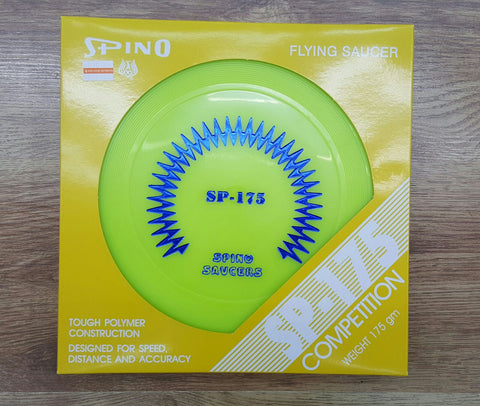 SPINO
FLYING SAUCER
SP-175
SPINO
SAUCERS
TOUGH POLYMER
CONSTRUCTION
DESIGNED FOR SPEED,
DISTANCE AND ACCURACY
SP-175
COMPETITION
WEIGHT 175 gm